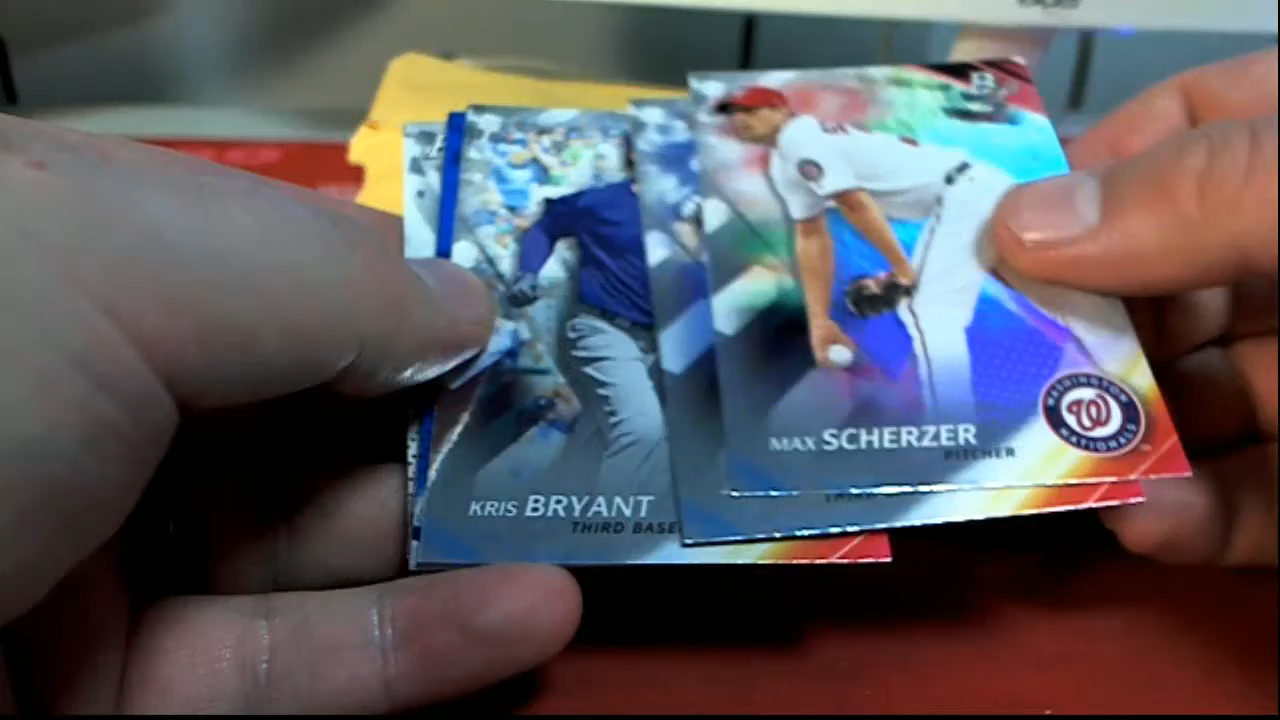 MAX SCHERZER
PITCHER
WASHINGTON
W
NATIONALS
KRIS BRYANT
THIRD BASE